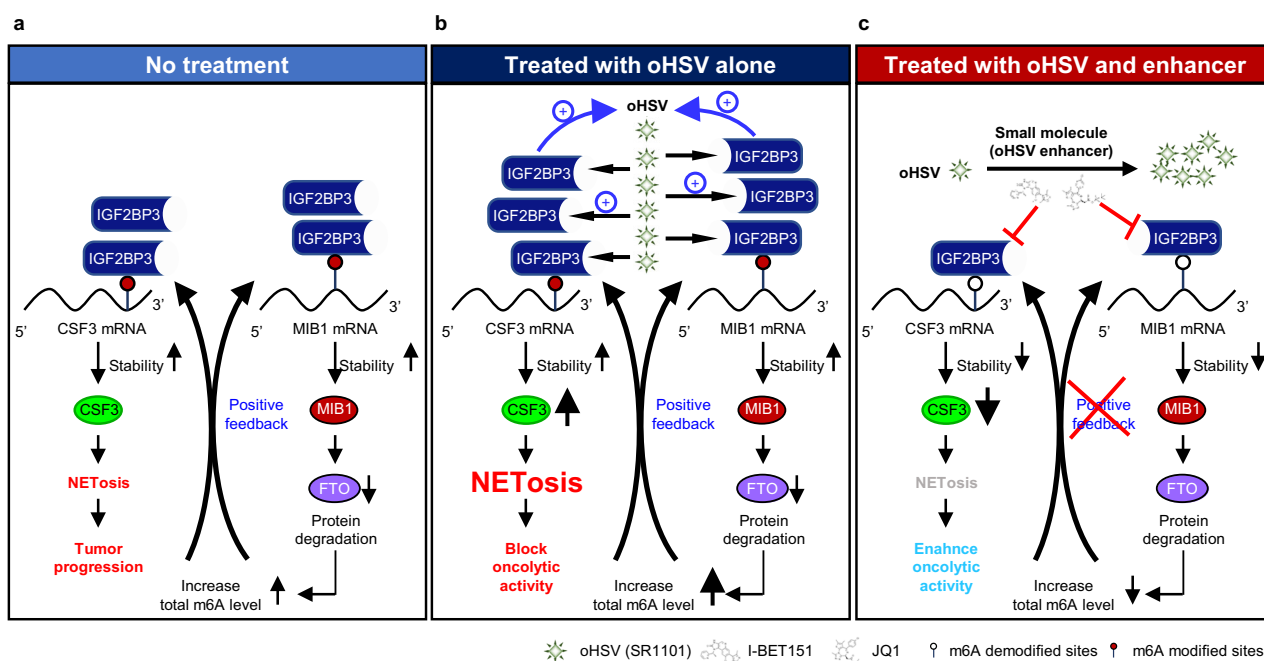 a
No treatment
IGF2BP3
IGF2BP3
IGF2BP3
IGF2BP3
5’
3’
5’
3’
CSF3 mRNA
MIB1 mRNA
Stability
Stability
CSF3
Positive
feedback
MIB1
NETosis
FTO
Protein
degradation
Tumor
progression
Increase
total m6A level
b
Treated with oHSV alone
+
+
oHSV
IGF2BP3
IGF2BP3
+
+
IGF2BP3
IGF2BP3
IGF2BP3
IGF2BP3
5’
3’
5’
3’
CSF3 mRNA
MIB1 mRNA
Stability
Stability
CSF3
Positive
feedback
MIB1
NETosis
FTO
Protein
degradation
Block
oncolytic
activity
Increase
total m6A level
c
Treated with oHSV and enhancer
Small molecule
(oHSV enhancer)
oHSV
IGF2BP3
IGF2BP3
5’
3’
5’
3’
CSF3 mRNA
MIB1 mRNA
Stability
Stability
CSF3
Positive
feedback
MIB1
NETosis
FTO
Protein
degradation
Enahnce
oncolytic
activity
Increase
total m6A level
oHSV (SR1101)
I-BET151
JQ1
m6A demodified sites
m6A modified sites